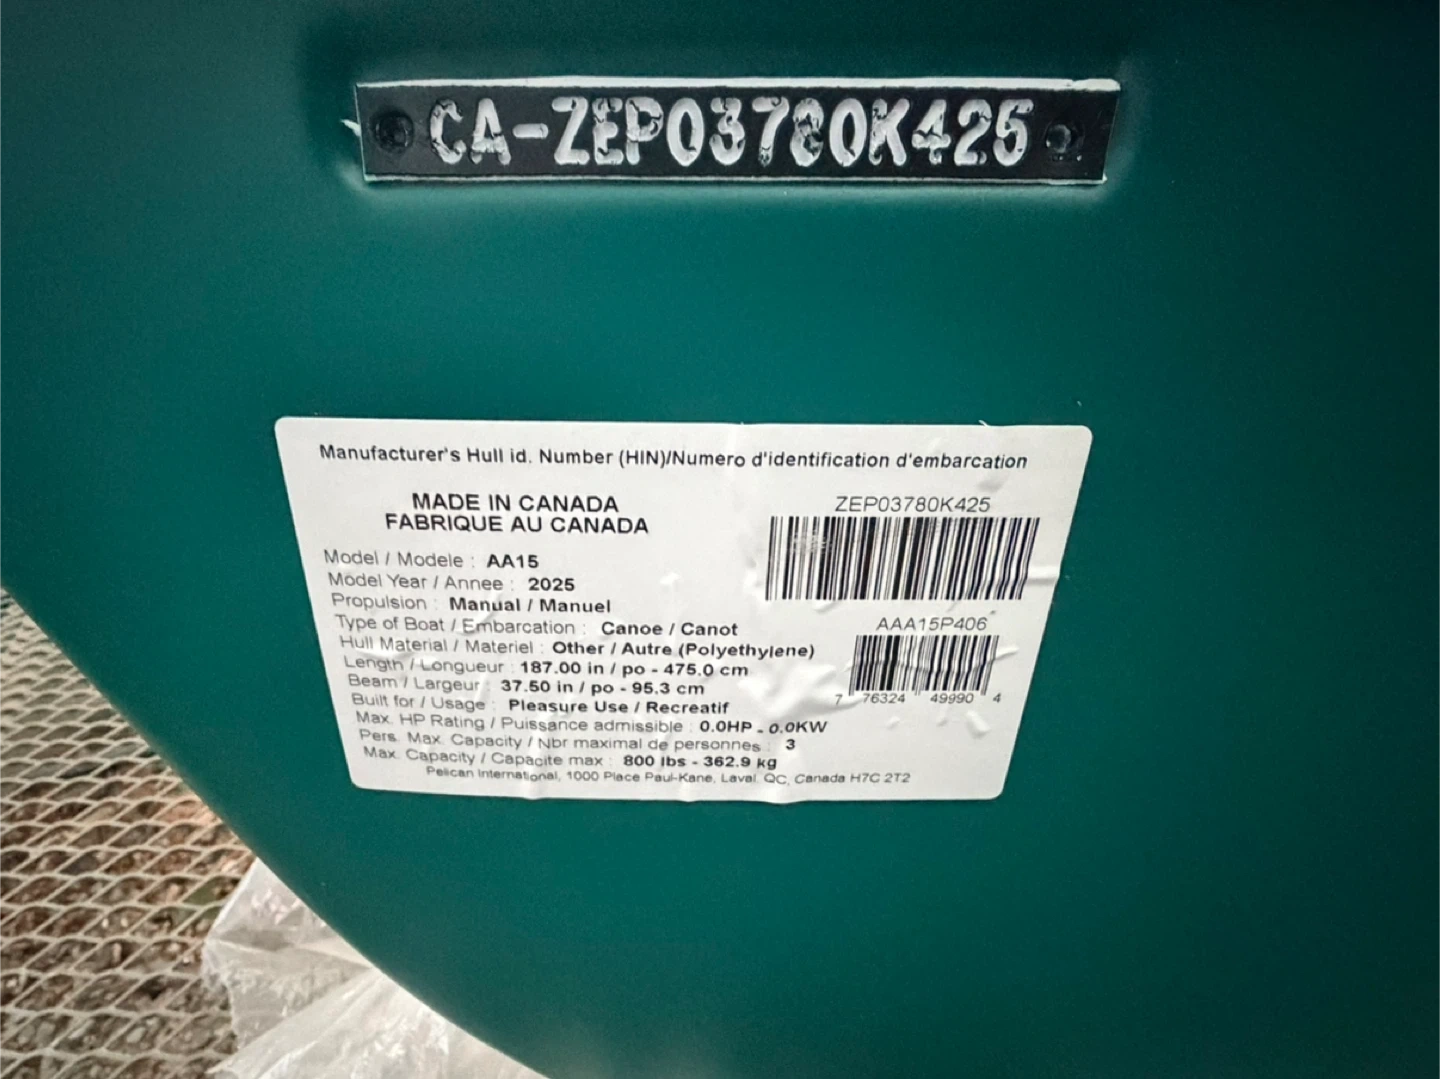 CA-ZEP03780K425
Manufacturer's Hull id. Number (HIN)/Numero d'identification d'embarcation
MADE IN CANADA
FABRIQUE AU CANADA
ZEP03780K425
Model / Modele : AA15
Model Year / Annee : 2025
Propulsion : Manual / Manuel
Type of Boat / Embarcation : Canoe / Canot
Hull Material / Materiel : Other / Autre (Polyethylene)
Length / Longueur : 187.00 in / po - 475.0 cm
Beam / Largeur : 37.50 in / po - 95.3 cm
Built for / Usage : Pleasure Use / Recreatif
Max. HP Rating / Puissance admissible : 0.0HP - 0.0KW
Pers. Max. Capacity / Nbr maximal de personnes : 3
Max. Capacity / Capacite max : 800 lbs - 362.9 kg
Pelican International, 1000 Place Paul-Kane, Laval, QC, Canada H7C 2T2
AAA15P406
7 76324 49990 4